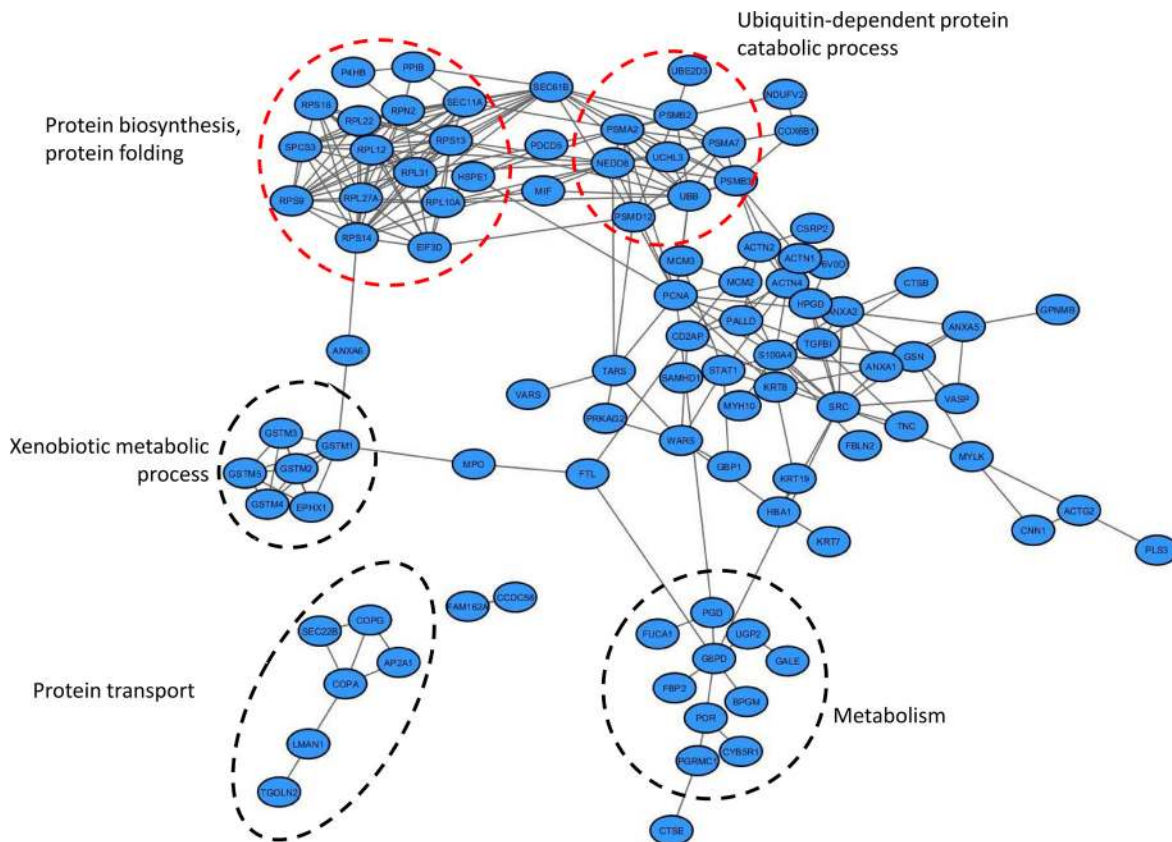 Ubiquitin-dependent protein
catabolic process
Protein biosynthesis,
protein folding
Xenobiotic metabolic
process
Protein transport
Metabolism
P4HB
PPIB
SEC61B
UBE2D3
NDUFV2
RPS18
RPL22
RPN2
SEC11A
PSMB2
COX6B1
SPCS3
RPL12
RPS13
PDCD5
PSMA2
PSMA7
RPL31
HSPE1
NEDD8
UCHL3
PSMB3
RPS9
RPL27A
RPL10A
MIF
UBB
RPS14
EIF3D
PSMD12
CSRP2
ACTN2
ACTN1
MCM3
MCM2
ACTN4
CTSB
PCNA
HPGD
ANXA2
GPNMB
PALLD
ANXA5
CD2AP
TGFBI
ANXA6
S100A4
GSN
TARS
SAMHD1
STAT1
ANXA1
VARS
KRT8
VASP
PRKAG2
MYH10
SRC
TNC
GSTM3
GSTM1
WARS
FBLN2
MYLK
GSTM5
GSTM2
MPO
FTL
GBP1
KRT19
GSTM4
EPHX1
HBA1
ACTG2
CNN1
KRT7
PLS3
FAM162A
CCDC56
SEC22B
COPG
PGD
FUCA1
UGP2
AP2A1
G6PD
GALE
COPA
FBP2
BPGM
POR
LMAN1
CYB5R1
PGRMC1
TGOLN2
CTSE